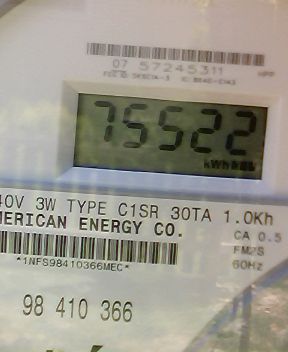 07 57245311
HPP
75522
kWh
40V 3W TYPE C1SR 30TA 1.0Kh
MERICAN ENERGY CO.
CA 0.5
FM2S
60Hz
*1NFS98410366MEC*
98 410 366